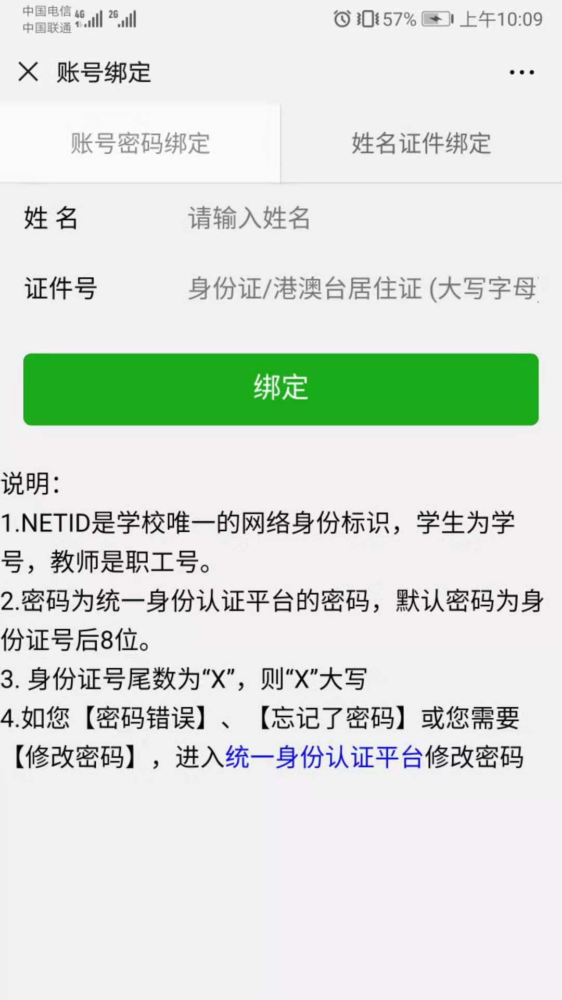 中国电信 4G 2G 57% 上午10:09
中国联通
账号绑定
账号密码绑定 姓名证件绑定
姓 名 请输入姓名
证件号 身份证/港澳台居住证 (大写字母)
绑定
说明：
1.NETID是学校唯一的网络身份标识，学生为学
号，教师是职工号。
2.密码为统一身份认证平台的密码，默认密码为身
份证号后8位。
3. 身份证号尾数为“X”，则“X”大写
4.如您【密码错误】、【忘记了密码】或您需要
【修改密码】，进入统一身份认证平台修改密码